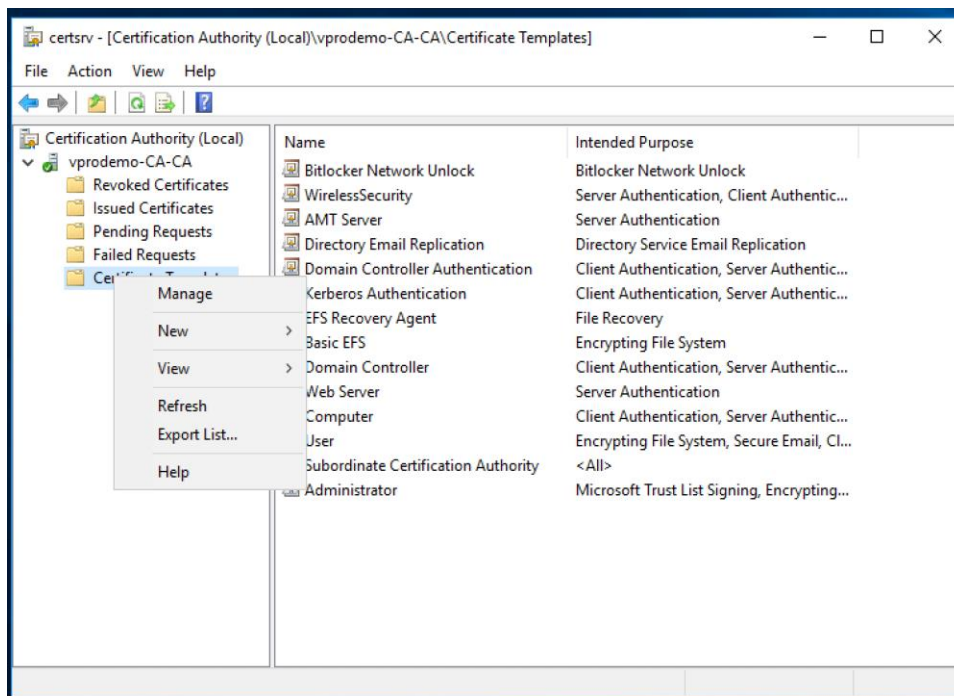 certsrv - [Certification Authority (Local)\vprodemo-CA-CA\Certificate Templates]
File Action View Help
Certification Authority (Local)
vprodemo-CA-CA
Revoked Certificates
Issued Certificates
Pending Requests
Failed Requests
Manage
New
View
Refresh
Export List...
Help
Name Intended Purpose
Bitlocker Network Unlock Bitlocker Network Unlock
WirelessSecurity Server Authentication, Client Authentic...
AMT Server Server Authentication
Directory Email Replication Directory Service Email Replication
Domain Controller Authentication Client Authentication, Server Authentic...
Kerberos Authentication Client Authentication, Server Authentic...
EFS Recovery Agent File Recovery
Basic EFS Encrypting File System
Domain Controller Client Authentication, Server Authentic...
Web Server Server Authentication
Computer Client Authentication, Server Authentic...
User Encrypting File System, Secure Email, Cl...
Subordinate Certification Authority <All>
Administrator Microsoft Trust List Signing, Encrypting...